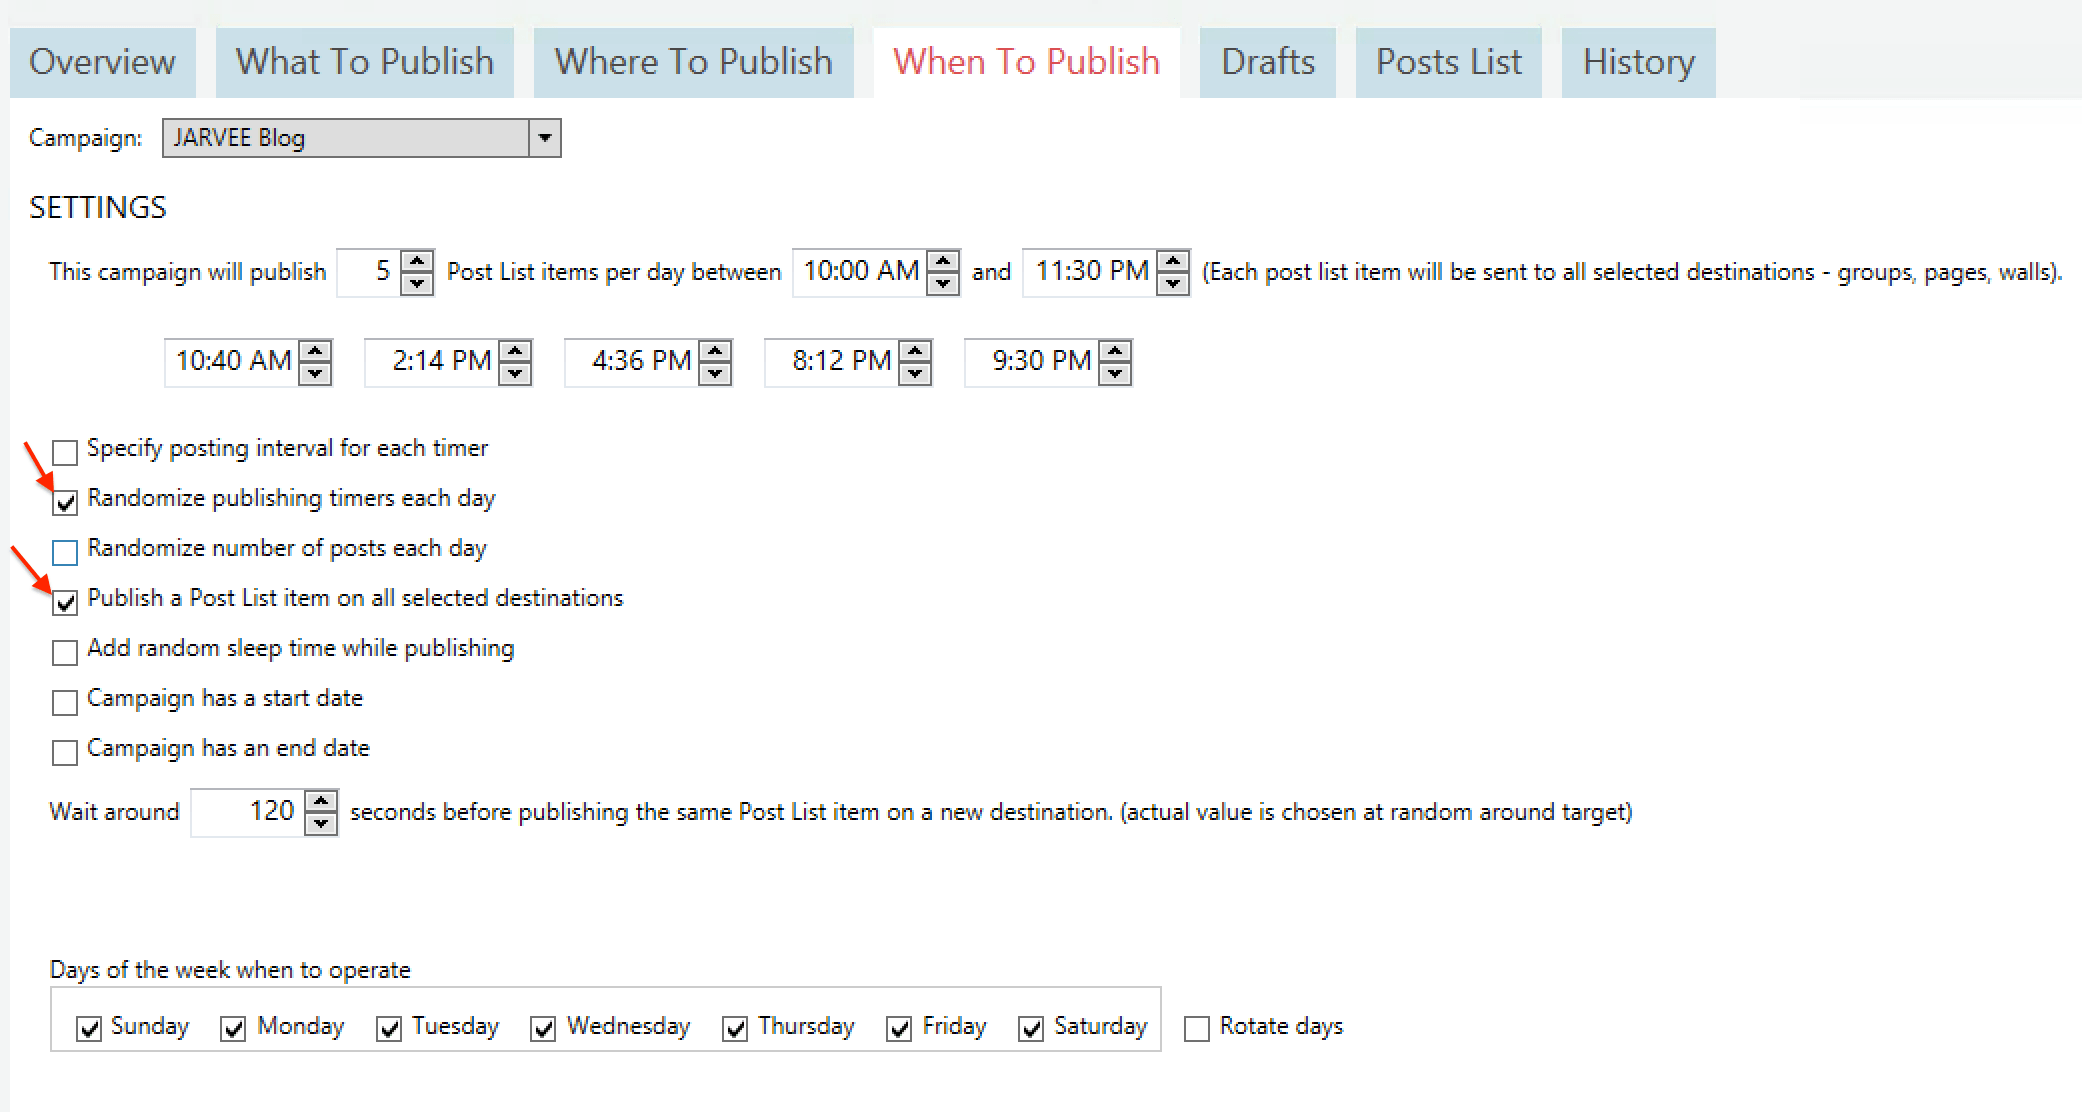 Overview What To Publish Where To Publish When To Publish Drafts Posts List History
Campaign: JARVEE Blog
SETTINGS
This campaign will publish 5 Post List items per day between 10:00 AM and 11:30 PM (Each post list item will be sent to all selected destinations - groups, pages, walls).
10:40 AM 2:14 PM 4:36 PM 8:12 PM 9:30 PM
Specify posting interval for each timer
Randomize publishing timers each day
Randomize number of posts each day
Publish a Post List item on all selected destinations
Add random sleep time while publishing
Campaign has a start date
Campaign has an end date
Wait around 120 seconds before publishing the same Post List item on a new destination. (actual value is chosen at random around target)
Days of the week when to operate
Sunday Monday Tuesday Wednesday Thursday Friday Saturday Rotate days